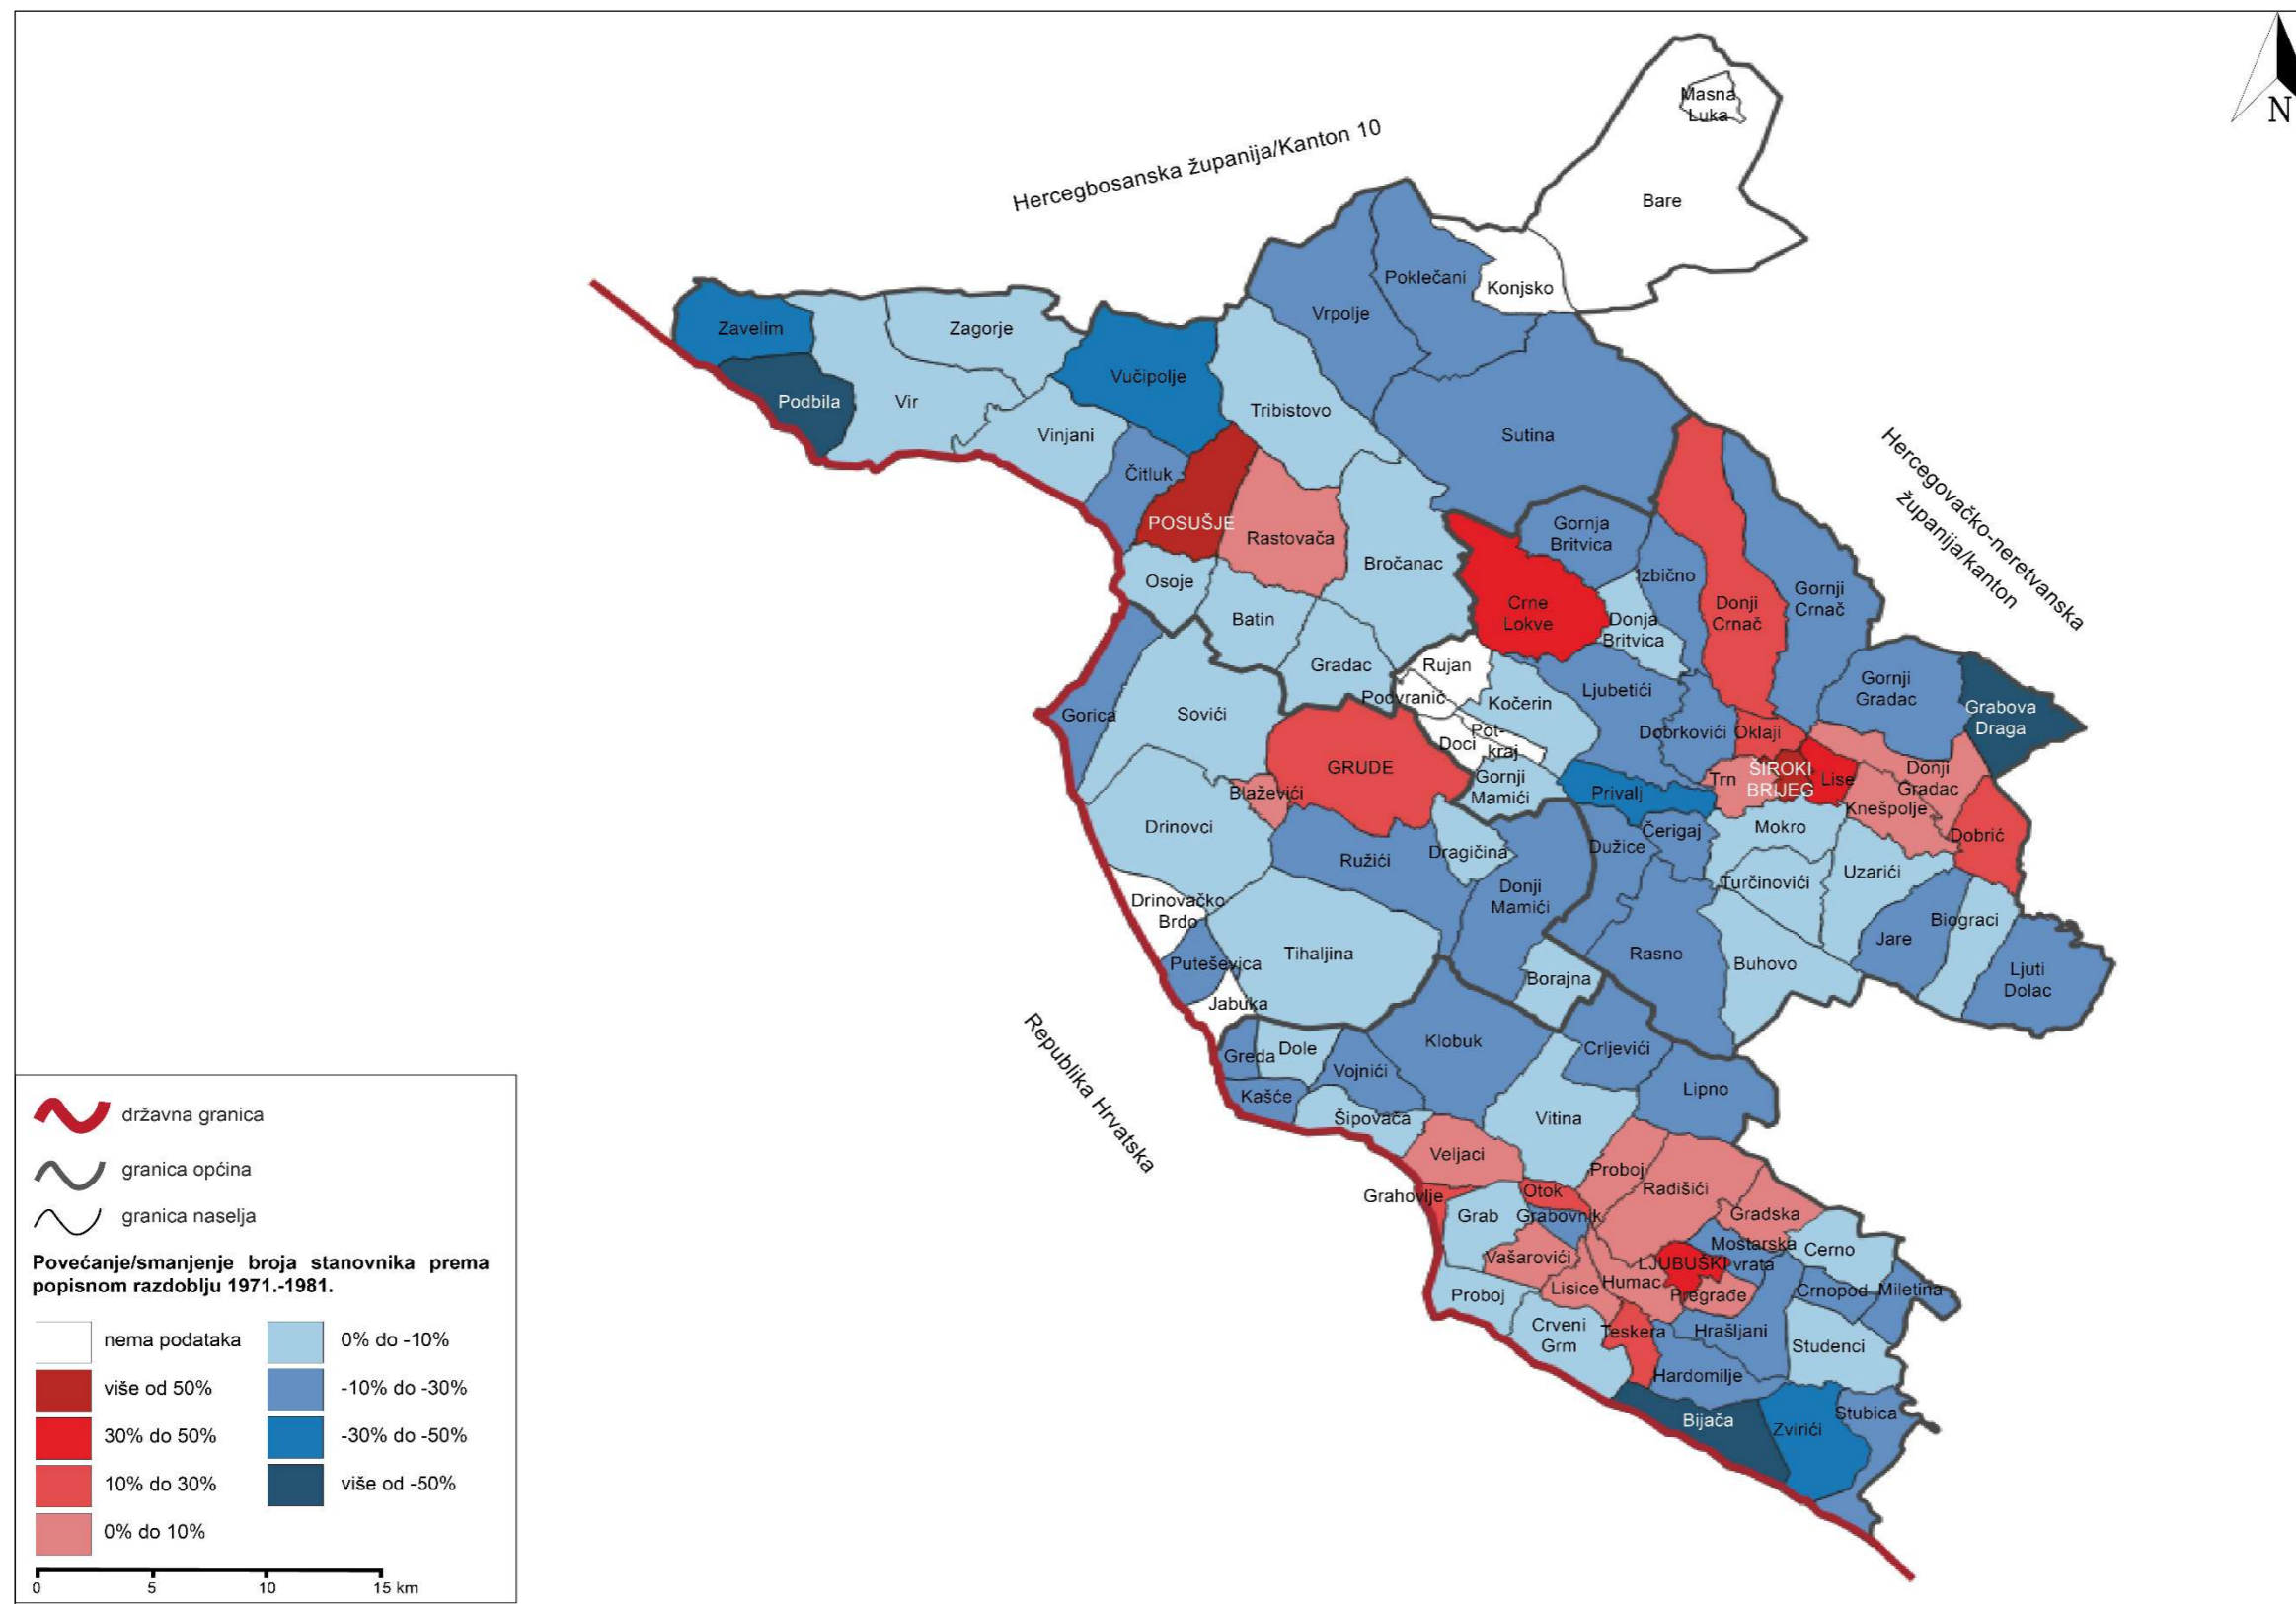 N
Hercegbosanska županija/Kanton 10
Masna
Luka
Bare
Poklečani
Konjsko
Vrpolje
Zavelim
Zagorje
Vučipolje
Podbila
Vir
Tribistovo
Vinjani
Sutina
Hercegovačko-neretvanska
županija/kanton
Čitluk
POSUŠJE
Rastovača
Gornja
Britvica
Bročanac
Izbično
Osoje
Gornji
Crnač
Crne
Lokve
Donji
Crnač
Batin
Donja
Britvica
Gradac
Rujan
Podvranić
Kočerin
Ljubetići
Gornji
Gradac
Grabova
Draga
Gorica
Sovići
Doci
Pot-
kraj
Dobrkovići
Oklaji
GRUDE
Gornji
Mamići
Trn
ŠIROKI
BRIJEG
Lise
Donji
Gradac
Blaževići
Privalj
Knešpolje
Drinovci
Čerigaj
Mokro
Dobrić
Ružići
Dragičina
Dužice
Donji
Mamići
Turčinovići
Uzarići
Drinovačko
Brdo
Biograci
Jare
Tihaljina
Rasno
Puteševica
Buhovo
Borajna
Ljuti
Dolac
Jabuka
Republika Hrvatska
Greda
Dole
Klobuk
Crljevići
Vojnići
Kašće
Lipno
Šipovača
Vitina
Veljaci
Proboj
Radišići
Grahovlje
Otok
Grab
Grabovnik
Gradska
Mostarska
vrata
Cerno
Vašarovići
LJUBUŠKI
Lisice
Humac
Pregrađe
Crnopod
Miletina
Proboj
Crveni
Grm
Teskera
Hrašljani
Studenci
Hardomilje
Bijača
Zvirići
Stubica
državna granica
granica općina
granica naselja
Povećanje/smanjenje broja stanovnika prema
popisnom razdoblju 1971.-1981.
nema podataka
više od 50%
30% do 50%
10% do 30%
0% do 10%
0% do -10%
-10% do -30%
-30% do -50%
više od -50%
0 5 10 15 km